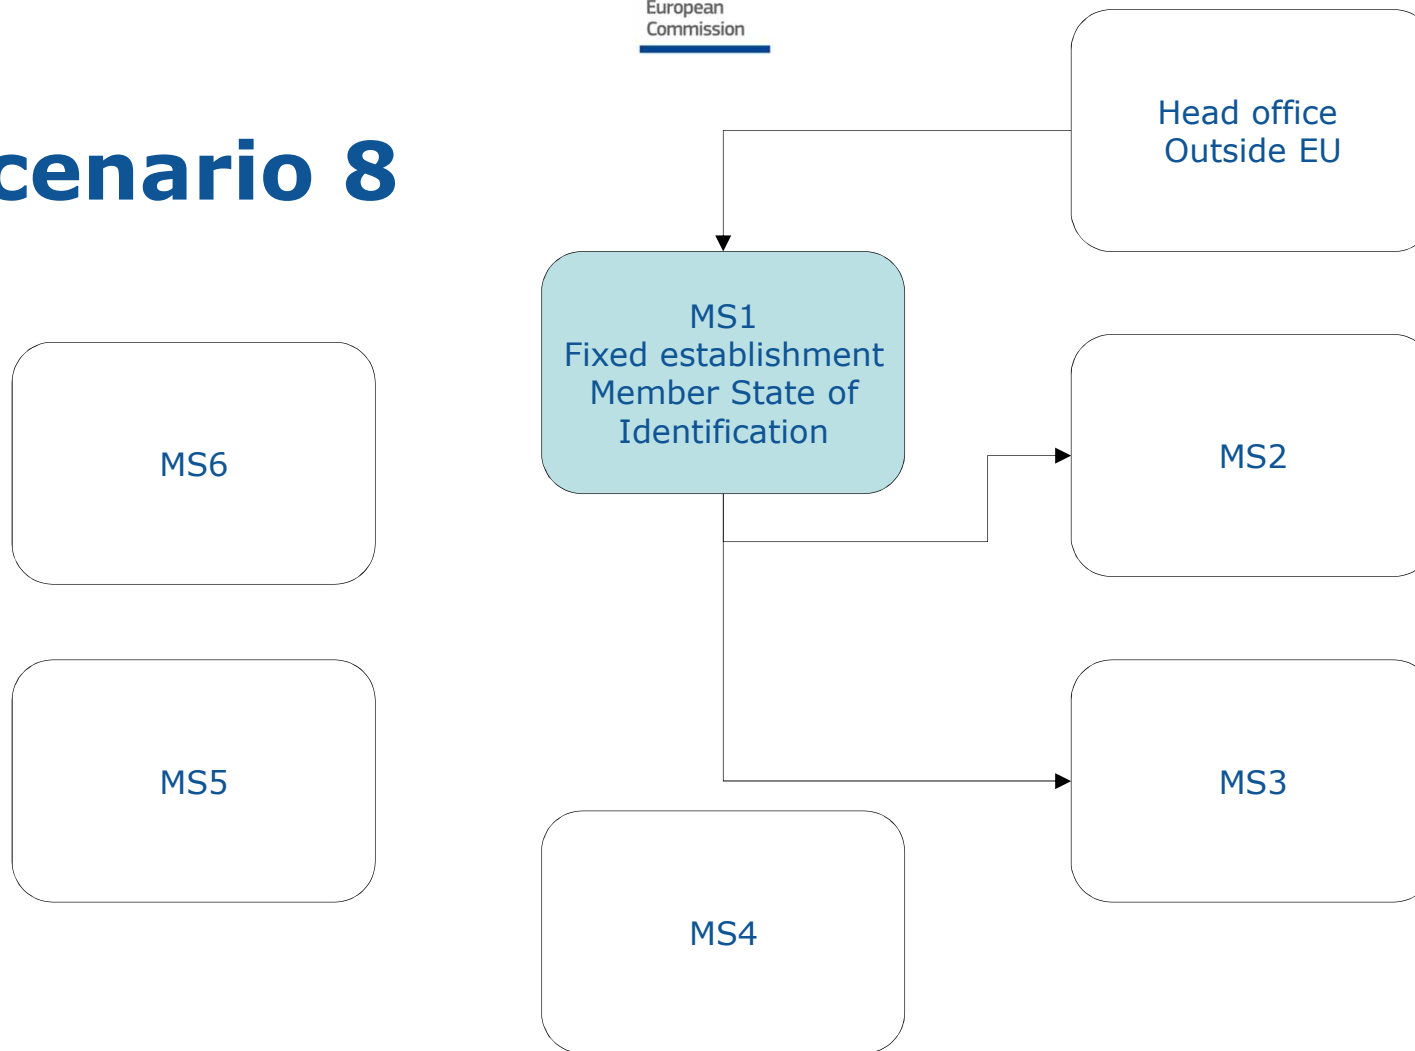 European
Commission
cenario 8
Head office
Outside EU
MS1
Fixed establishment
Member State of
Identification
MS6
MS2
MS5
MS3
MS4